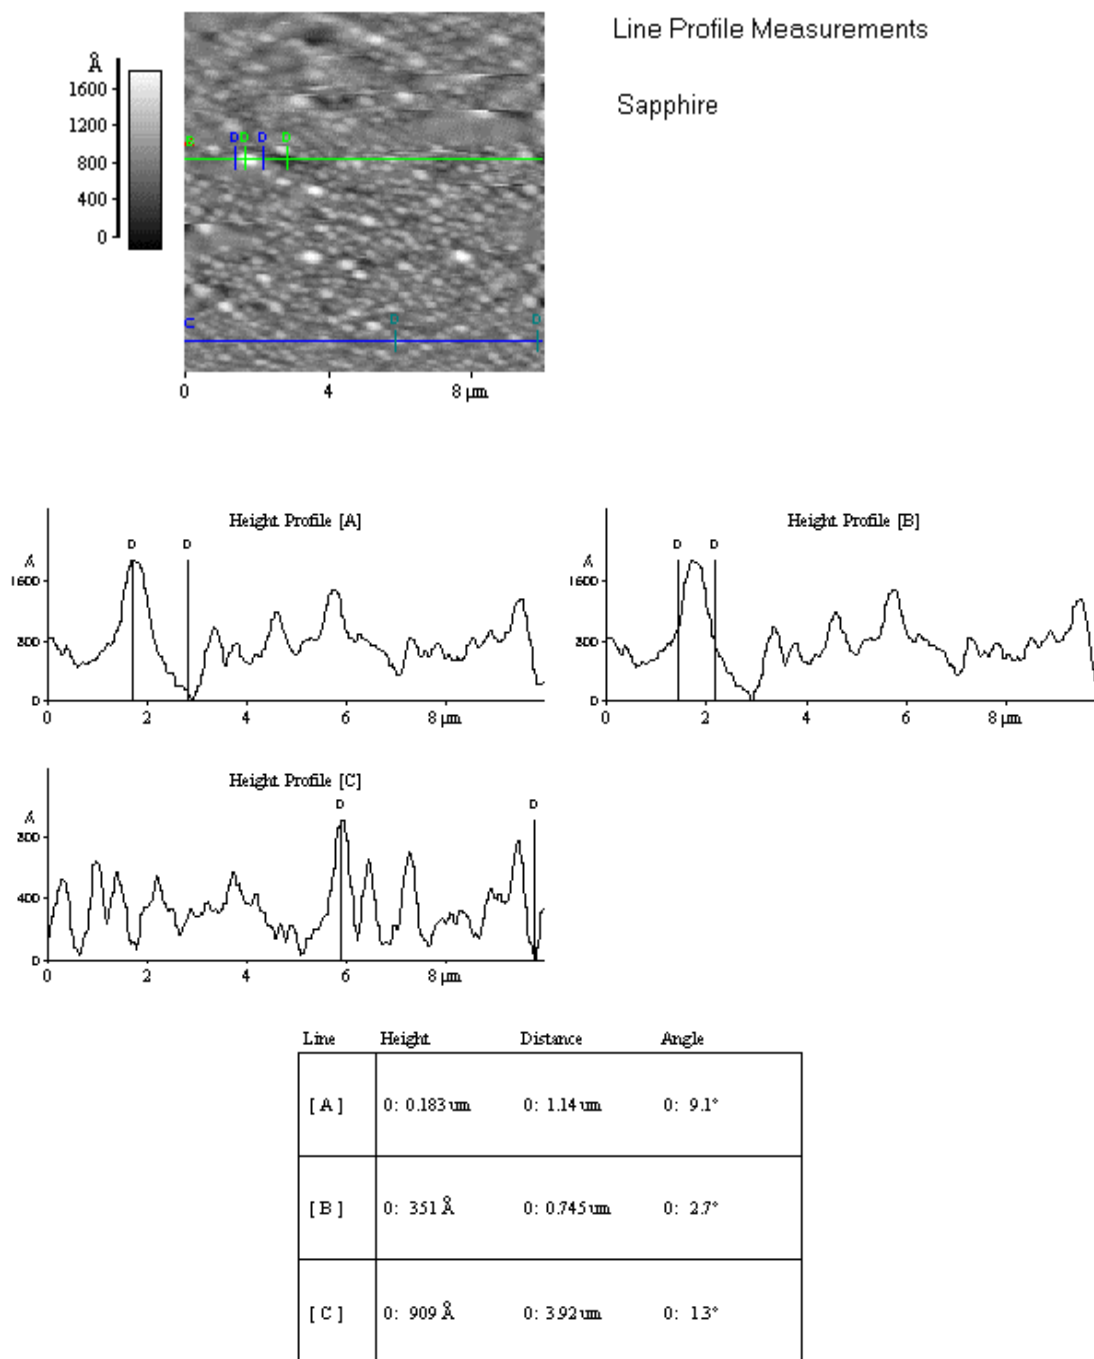 Line Profile Measurements
Sapphire
Å
1600
1200
800
400
0
D D D D
C
D
0 4 8 µm
Height Profile [A]
D D
Å
1600
800
0
0 2 4 6 8 µm
Height Profile [B]
D D
Å
1600
800
0
0 2 4 6 8 µm
Height Profile [C]
D D
Å
800
400
0
0 2 4 6 8 µm
Line Height Distance Angle
[ A ] 0: 0.183 um 0: 1.14 um 0: 9.1°
[ B ] 0: 351 Å 0: 0.745 um 0: 2.7°
[ C ] 0: 909 Å 0: 3.92 um 0: 1.3°